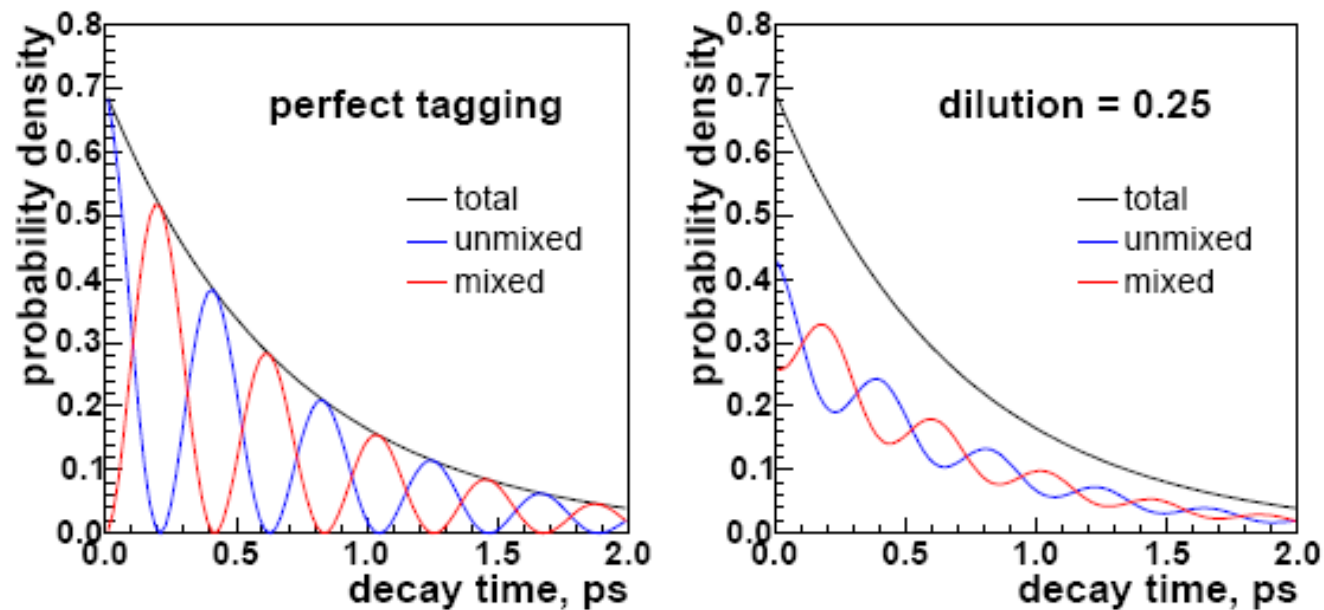 probability density
0.8
0.7
0.6
0.5
0.4
0.3
0.2
0.1
0.0
perfect tagging
total
unmixed
mixed
0.0 0.5 1.0 1.5 2.0
decay time, ps
probability density
0.8
0.7
0.6
0.5
0.4
0.3
0.2
0.1
0.0
dilution = 0.25
total
unmixed
mixed
0.0 0.5 1.0 1.5 2.0
decay time, ps